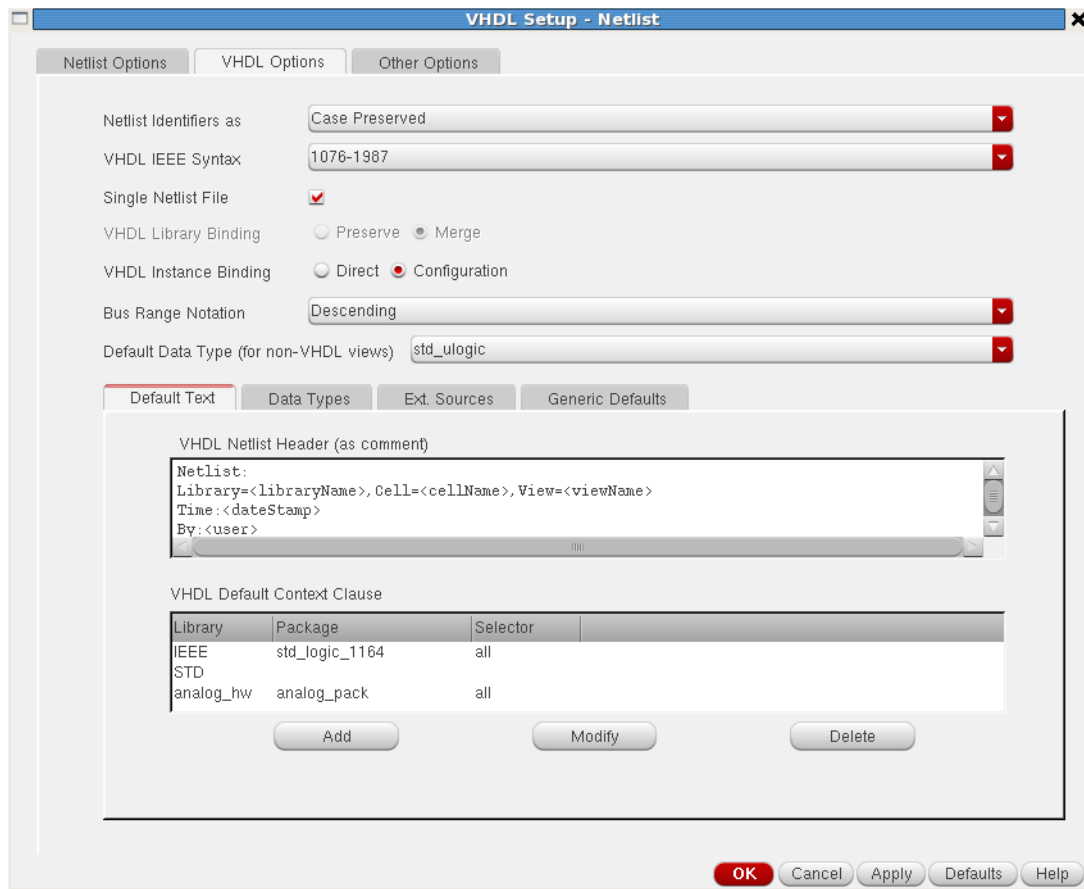 VHDL Setup - Netlist
Netlist Options VHDL Options Other Options
Netlist Identifiers as Case Preserved
VHDL IEEE Syntax 1076-1987
Single Netlist File
VHDL Library Binding Preserve Merge
VHDL Instance Binding Direct Configuration
Bus Range Notation Descending
Default Data Type (for non-VHDL views) std_ulogic
Default Text Data Types Ext. Sources Generic Defaults
VHDL Netlist Header (as comment)
Netlist:
Library=<libraryName>,Cell=<cellName>,View=<viewName>
Time:<dateStamp>
By:<user>
VHDL Default Context Clause
Library Package Selector
IEEE std_logic_1164 all
STD
analog_hw analog_pack all
Add Modify Delete
OK Cancel Apply Defaults Help